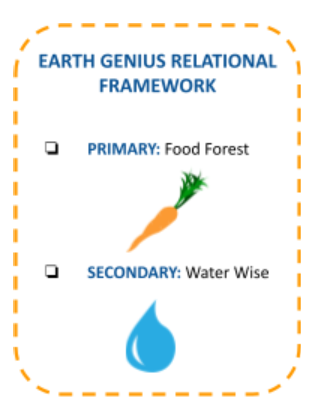 EARTH GENIUS RELATIONAL
FRAMEWORK
❏ PRIMARY: Food Forest
❏ SECONDARY: Water Wise